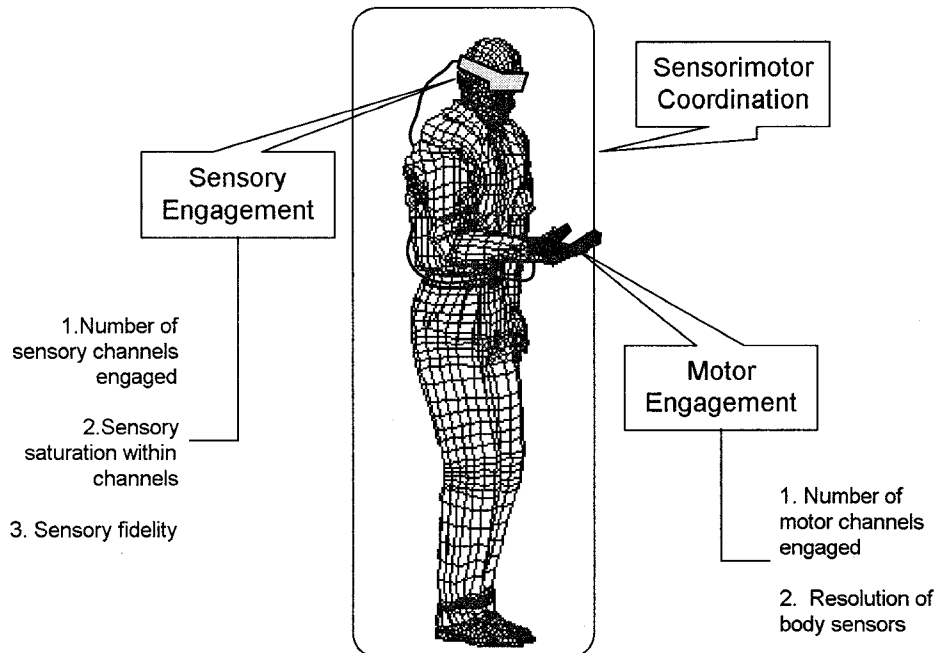 Sensorimotor
Coordination
Sensory
Engagement
1.Number of
sensory channels
engaged
2.Sensory
saturation within
channels
3. Sensory fidelity
Motor
Engagement
1. Number of
motor channels
engaged
2. Resolution of
body sensors